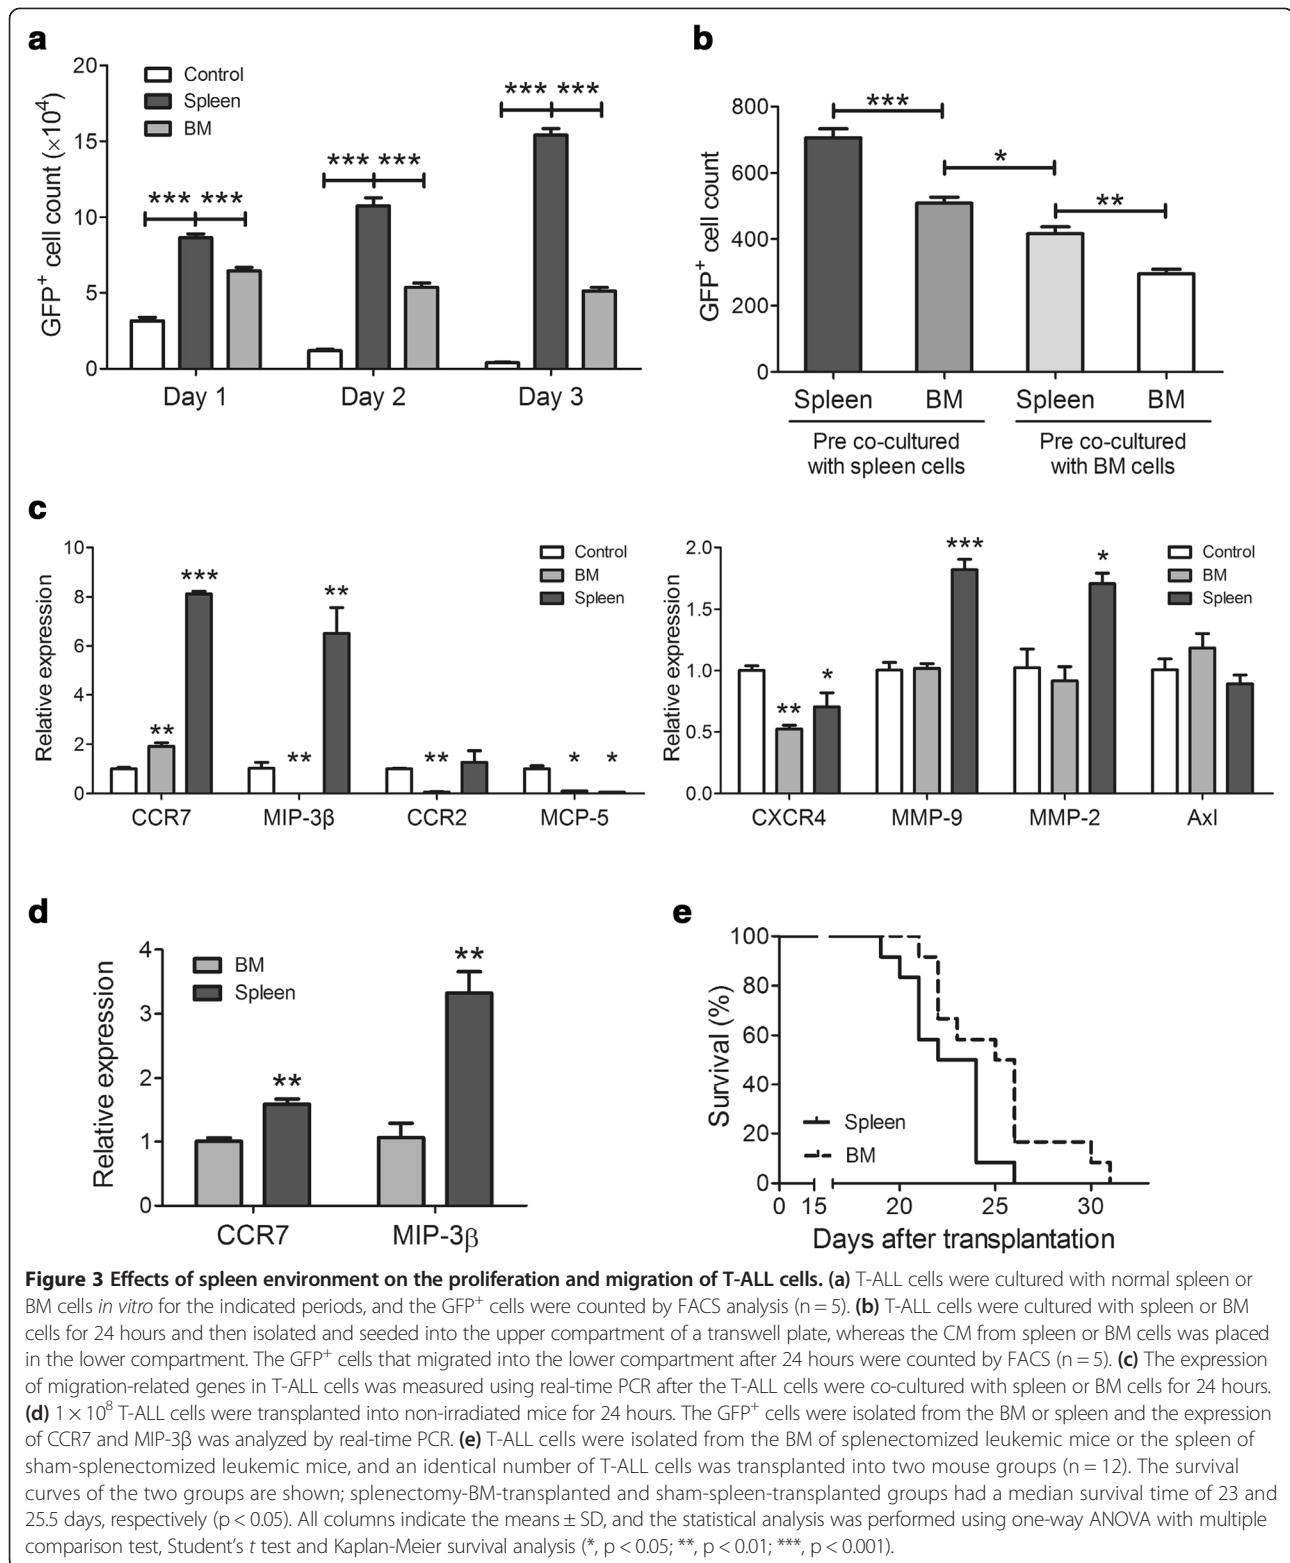 a
20
15
10
5
0
GFP+ cell count (×10⁴)
Control
Spleen
BM
*** ***
*** ***
*** ***
Day 1 Day 2 Day 3
b
800
600
400
200
0
GFP+ cell count
***
*
**
Spleen BM Spleen BM
Pre co-cultured with spleen cells
Pre co-cultured with BM cells
c
10
8
6
4
2
0
Relative expression
Control
BM
Spleen
** *** ** ** ** * *
CCR7 MIP-3β CCR2 MCP-5
2.0
1.5
1.0
0.5
0.0
Relative expression
Control
BM
Spleen
** * *** *
CXCR4 MMP-9 MMP-2 Axl
d
4
3
2
1
0
Relative expression
BM
Spleen
** **
CCR7 MIP-3β
e
100
80
60
40
20
0
Survival (%)
Spleen
BM
0 15 20 25 30
Days after transplantation
Figure 3 Effects of spleen environment on the proliferation and migration of T-ALL cells. (a) T-ALL cells were cultured with normal spleen or
BM cells in vitro for the indicated periods, and the GFP+ cells were counted by FACS analysis (n = 5). (b) T-ALL cells were cultured with spleen or BM
cells for 24 hours and then isolated and seeded into the upper compartment of a transwell plate, whereas the CM from spleen or BM cells was placed
in the lower compartment. The GFP+ cells that migrated into the lower compartment after 24 hours were counted by FACS (n = 5). (c) The expression
of migration-related genes in T-ALL cells was measured using real-time PCR after the T-ALL cells were co-cultured with spleen or BM cells for 24 hours.
(d) 1 × 10⁸ T-ALL cells were transplanted into non-irradiated mice for 24 hours. The GFP+ cells were isolated from the BM or spleen and the expression
of CCR7 and MIP-3β was analyzed by real-time PCR. (e) T-ALL cells were isolated from the BM of splenectomized leukemic mice or the spleen of
sham-splenectomized leukemic mice, and an identical number of T-ALL cells was transplanted into two mouse groups (n = 12). The survival
curves of the two groups are shown; splenectomy-BM-transplanted and sham-spleen-transplanted groups had a median survival time of 23 and
25.5 days, respectively (p < 0.05). All columns indicate the means ± SD, and the statistical analysis was performed using one-way ANOVA with multiple
comparison test, Student's t test and Kaplan-Meier survival analysis (*, p < 0.05; **, p < 0.01; ***, p < 0.001).